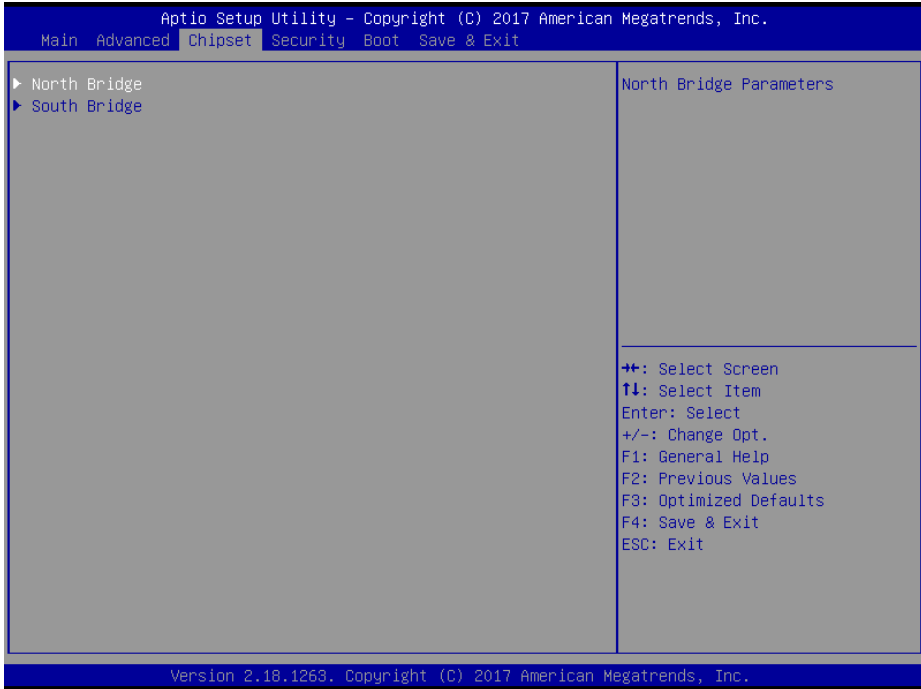 Aptio Setup Utility – Copyright (C) 2017 American Megatrends, Inc.
Main Advanced Chipset Security Boot Save & Exit
North Bridge
South Bridge
North Bridge Parameters
→←: Select Screen
↑↓: Select Item
Enter: Select
+/-: Change Opt.
F1: General Help
F2: Previous Values
F3: Optimized Defaults
F4: Save & Exit
ESC: Exit
Version 2.18.1263. Copyright (C) 2017 American Megatrends, Inc.